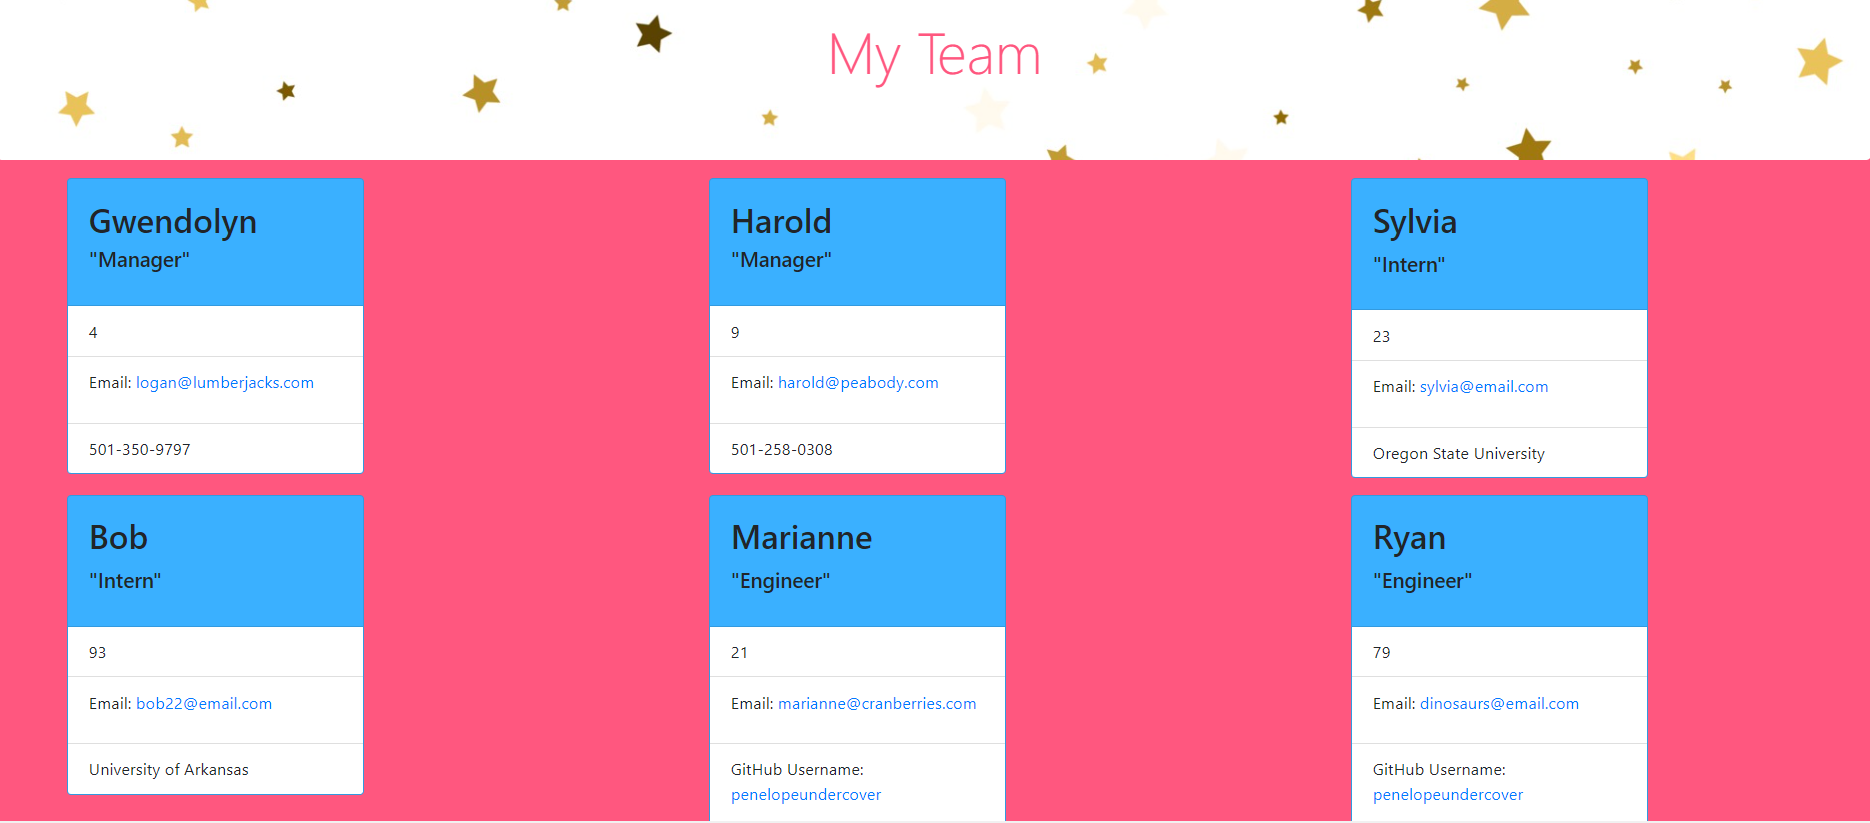 My Team
Gwendolyn
"Manager"
4
Email: logan@lumberjacks.com
501-350-9797
Harold
"Manager"
9
Email: harold@peabody.com
501-258-0308
Sylvia
"Intern"
23
Email: sylvia@email.com
Oregon State University
Bob
"Intern"
93
Email: bob22@email.com
University of Arkansas
Marianne
"Engineer"
21
Email: marianne@cranberries.com
GitHub Username:
penelopeundercover
Ryan
"Engineer"
79
Email: dinosaurs@email.com
GitHub Username:
penelopeundercover